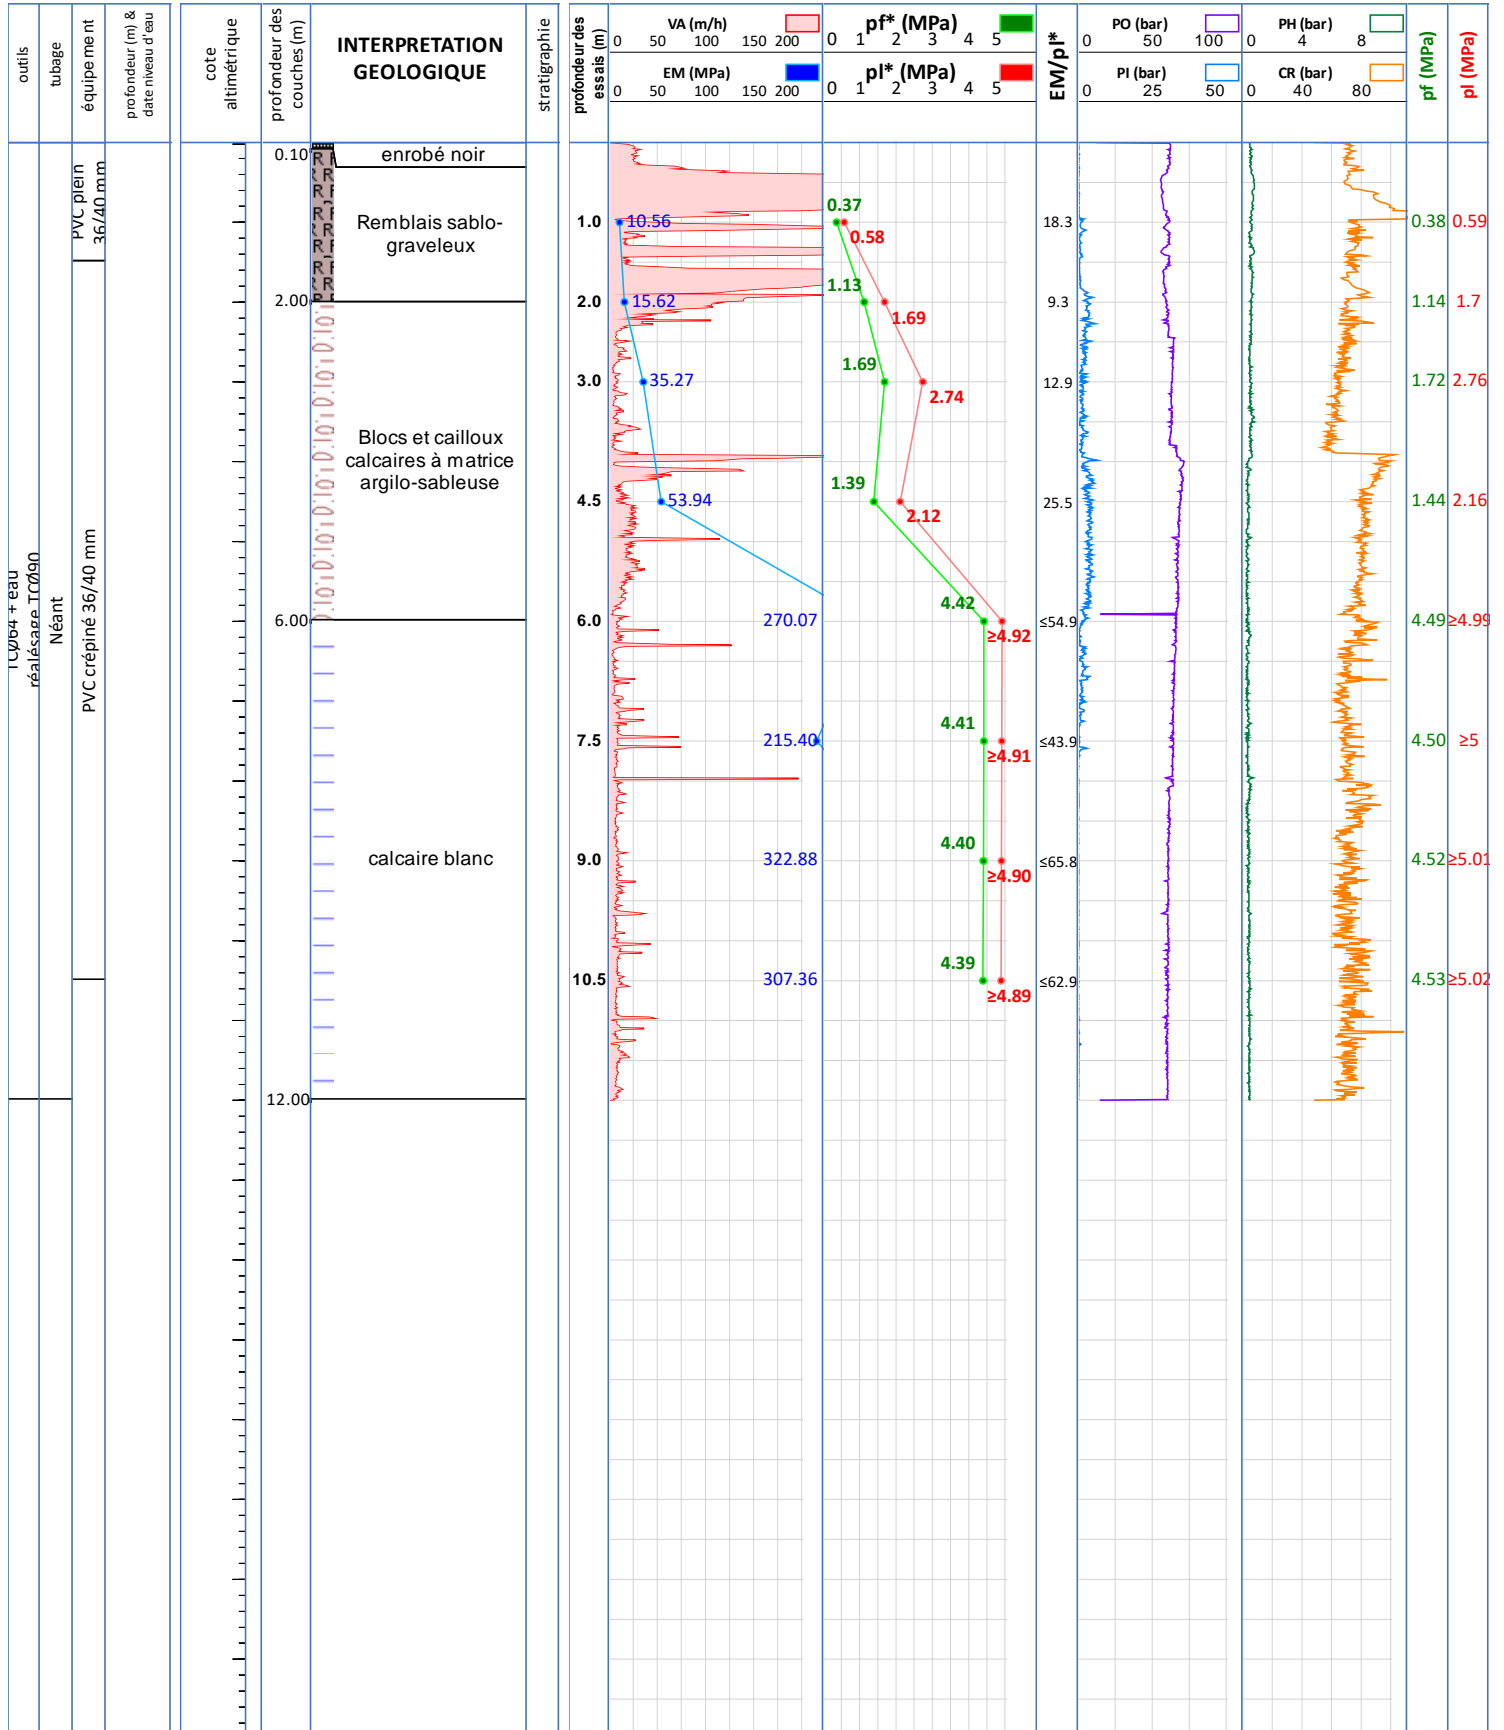 outils
tubage
équipement
profondeur (m) &
date niveau d'eau
cote
altimétrique
profondeur des
couches (m)
INTERPRETATION
GEOLOGIQUE
stratigraphie
profondeur des
essais (m)
VA (m/h)
0 50 100 150 200
EM (MPa)
0 50 100 150 200
pf* (MPa)
0 1 2 3 4 5
pl* (MPa)
0 1 2 3 4 5
EM/pl*
PO (bar)
0 50 100
PI (bar)
0 25 50
PH (bar)
0 4 8
CR (bar)
0 40 80
pf (MPa)
pl (MPa)
TCØ64 + eau
réalésage TCØ90
Néant
PVC plein
36/40 mm
PVC crépiné 36/40 mm
0.10
enrobé noir
Remblais sablo-
graveleux
2.00
Blocs et cailloux
calcaires à matrice
argilo-sableuse
6.00
calcaire blanc
12.00
1.0 10.56 0.37 0.58 18.3 0.38 0.59
2.0 15.62 1.13 1.69 9.3 1.14 1.7
3.0 35.27 1.69 2.74 12.9 1.72 2.76
4.5 53.94 1.39 2.12 25.5 1.44 2.16
6.0 270.07 4.42 ≥4.92 ≤54.9 4.49 ≥4.99
7.5 215.40 4.41 ≥4.91 ≤43.9 4.50 ≥5
9.0 322.88 4.40 ≥4.90 ≤65.8 4.52 ≥5.01
10.5 307.36 4.39 ≥4.89 ≤62.9 4.53 ≥5.02